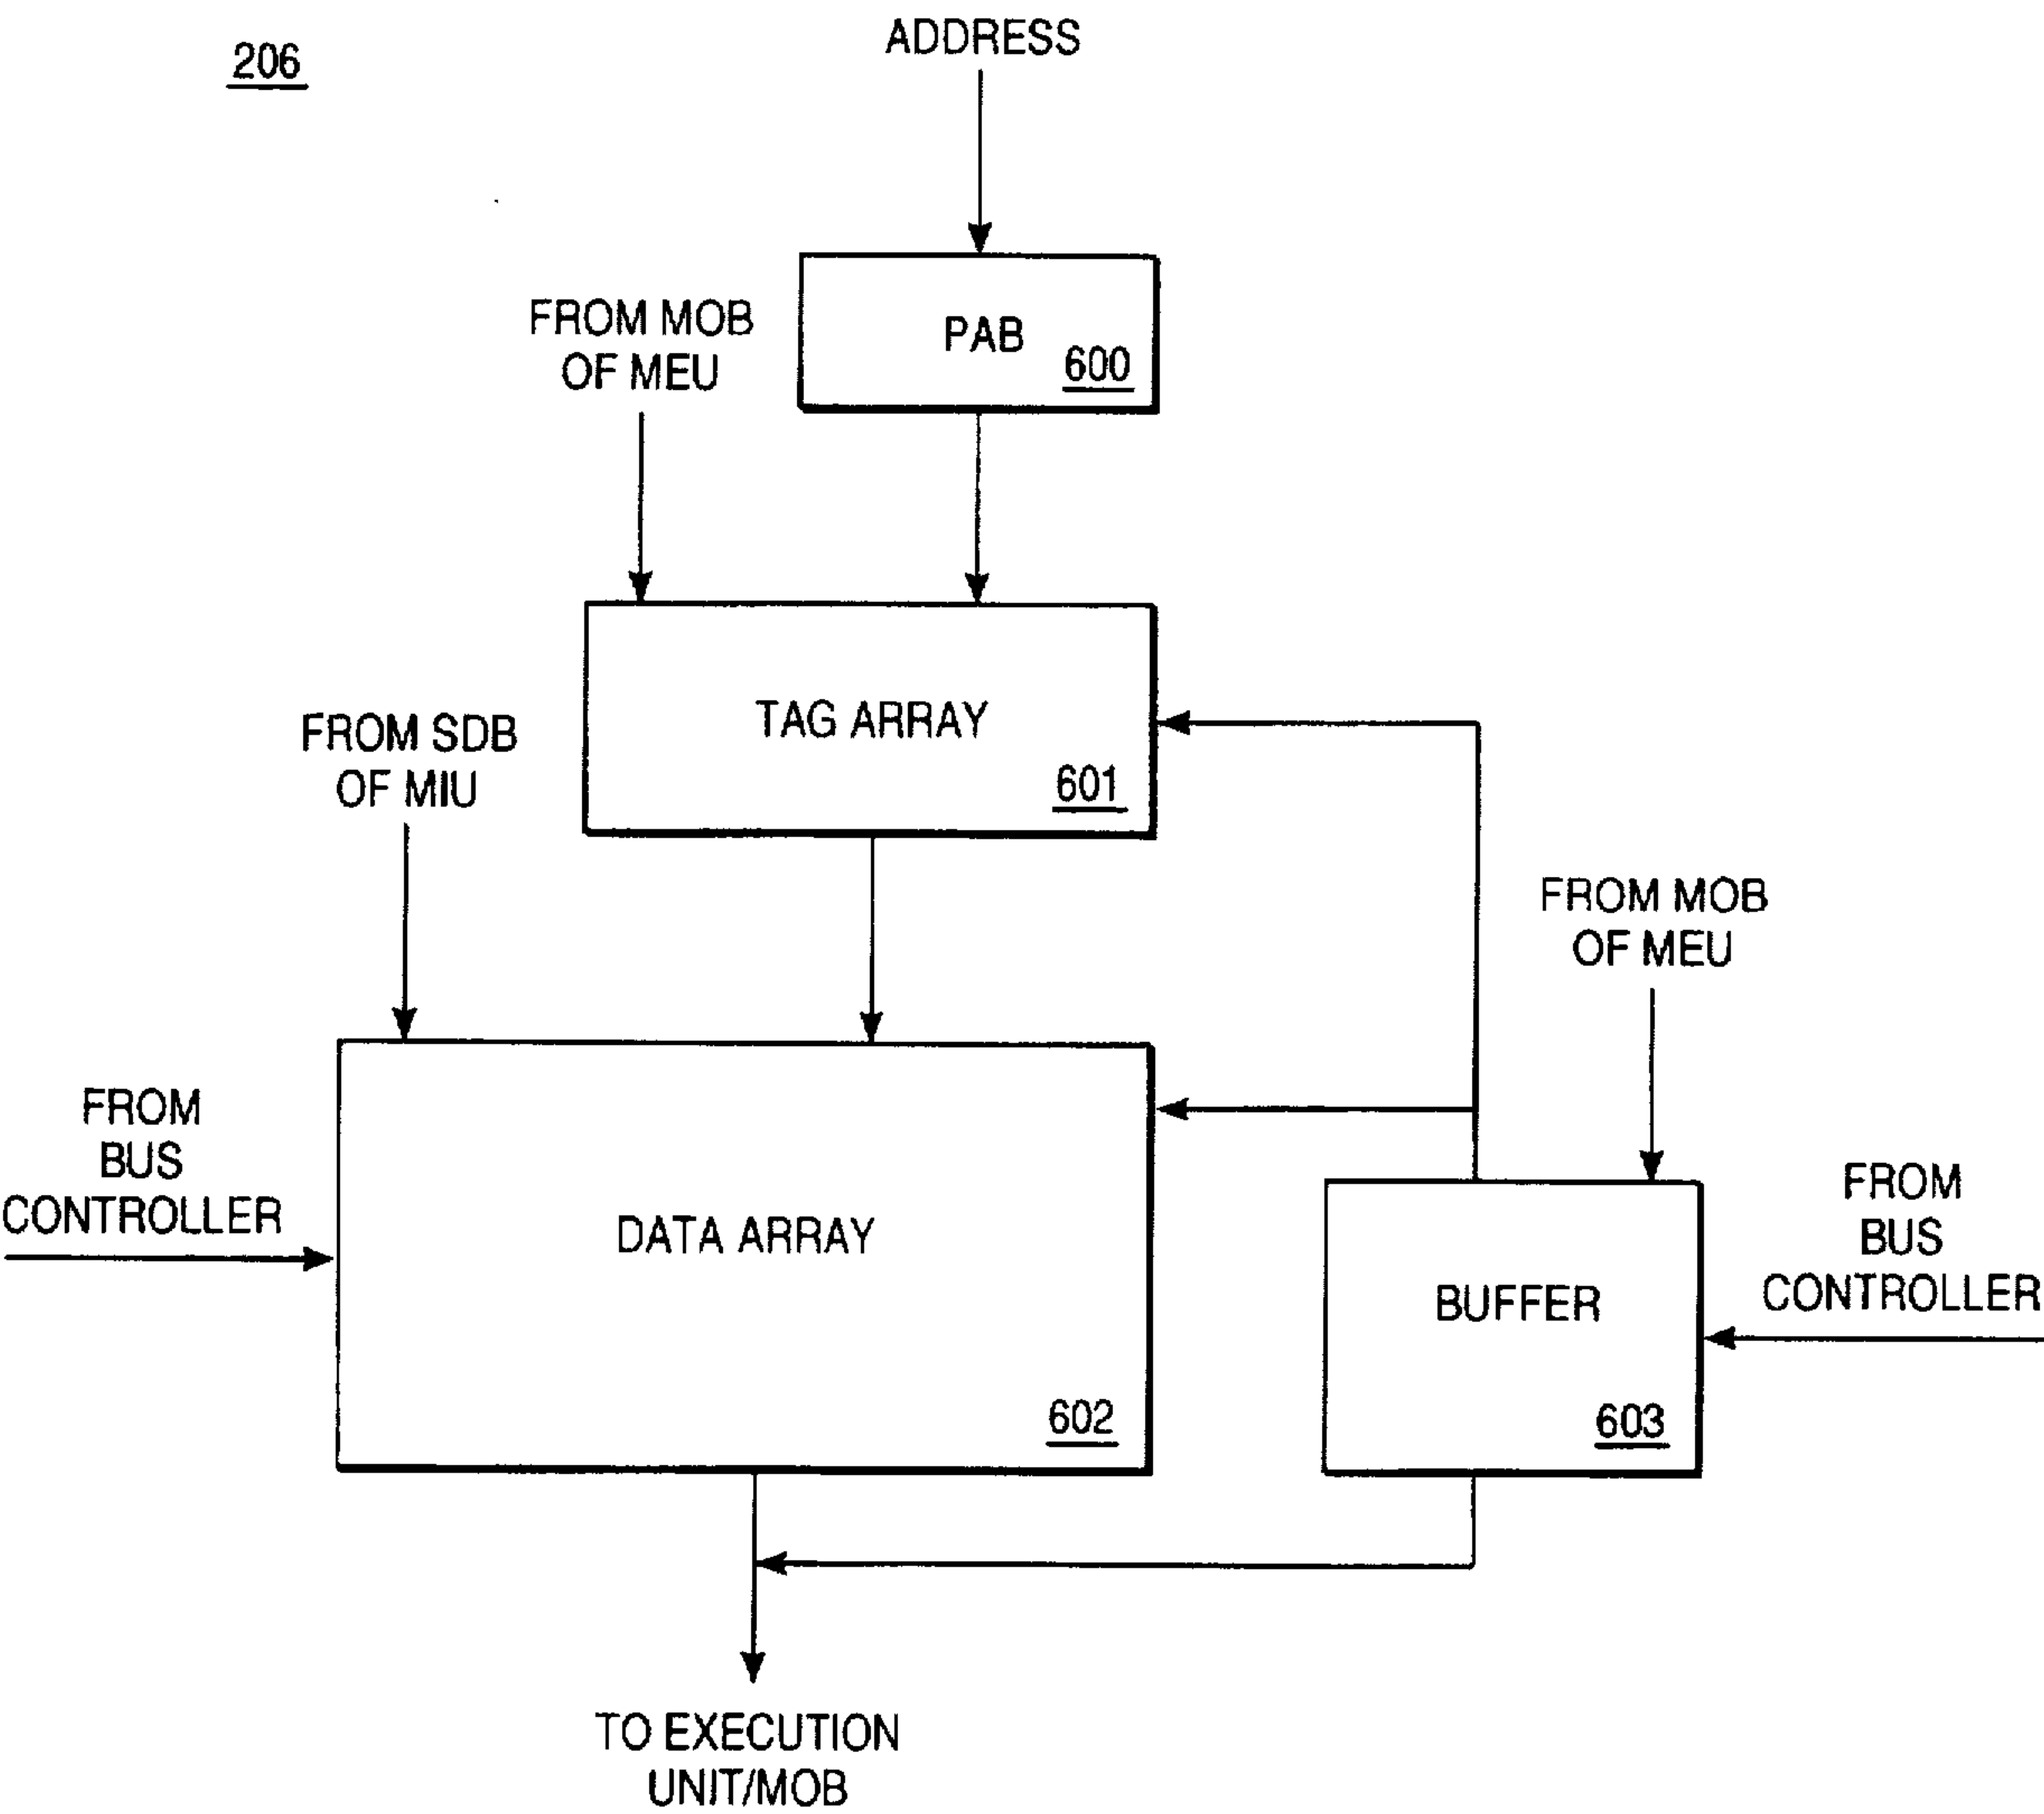 206
ADDRESS
FROM MOB
OF MEU
PAB
600
TAG ARRAY
601
FROM SDB
OF MIU
FROM MOB
OF MEU
FROM
BUS
CONTROLLER
DATA ARRAY
602
BUFFER
603
FROM
BUS
CONTROLLER
TO EXECUTION
UNIT/MOB